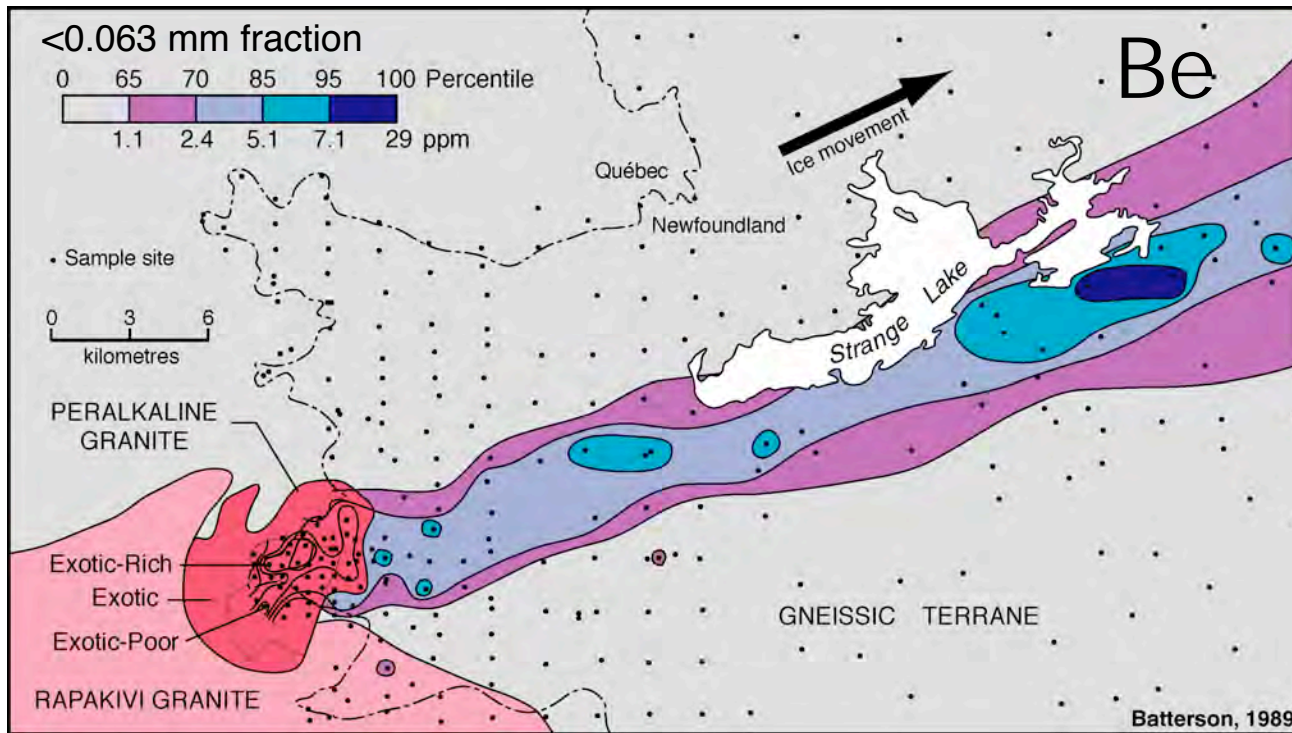 <0.063 mm fraction
Be
0 65 70 85 95 100 Percentile
1.1 2.4 5.1 7.1 29 ppm
Ice movement
Québec
Newfoundland
• Sample site
0 3 6
kilometres
Strange Lake
PERALKALINE
GRANITE
Exotic-Rich
Exotic
Exotic-Poor
GNEISSIC TERRANE
RAPAKIVI GRANITE
Batterson, 1989